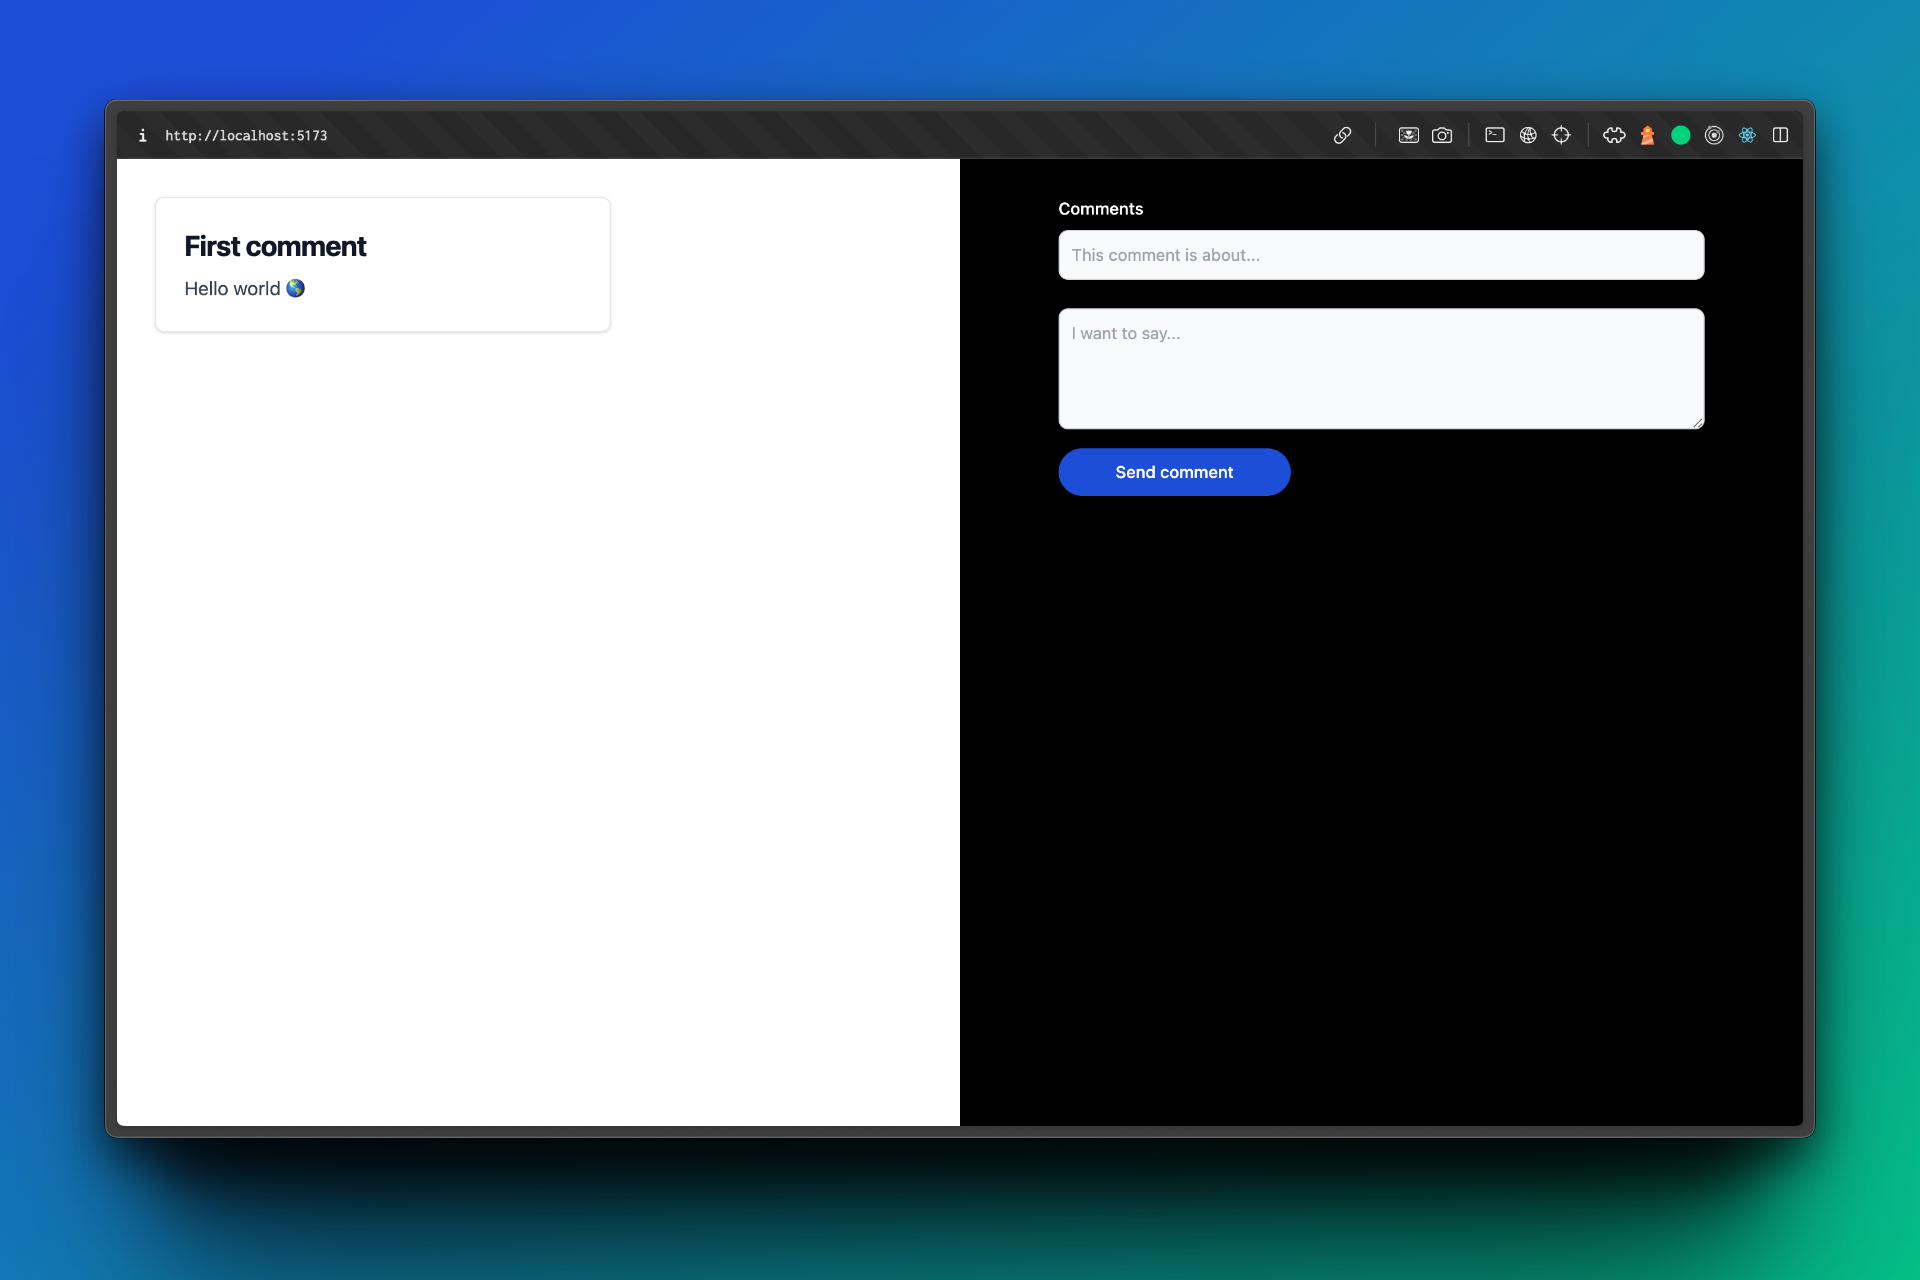 http://localhost:5173
First comment
Hello world 🌎
Comments
This comment is about...
I want to say...
Send comment